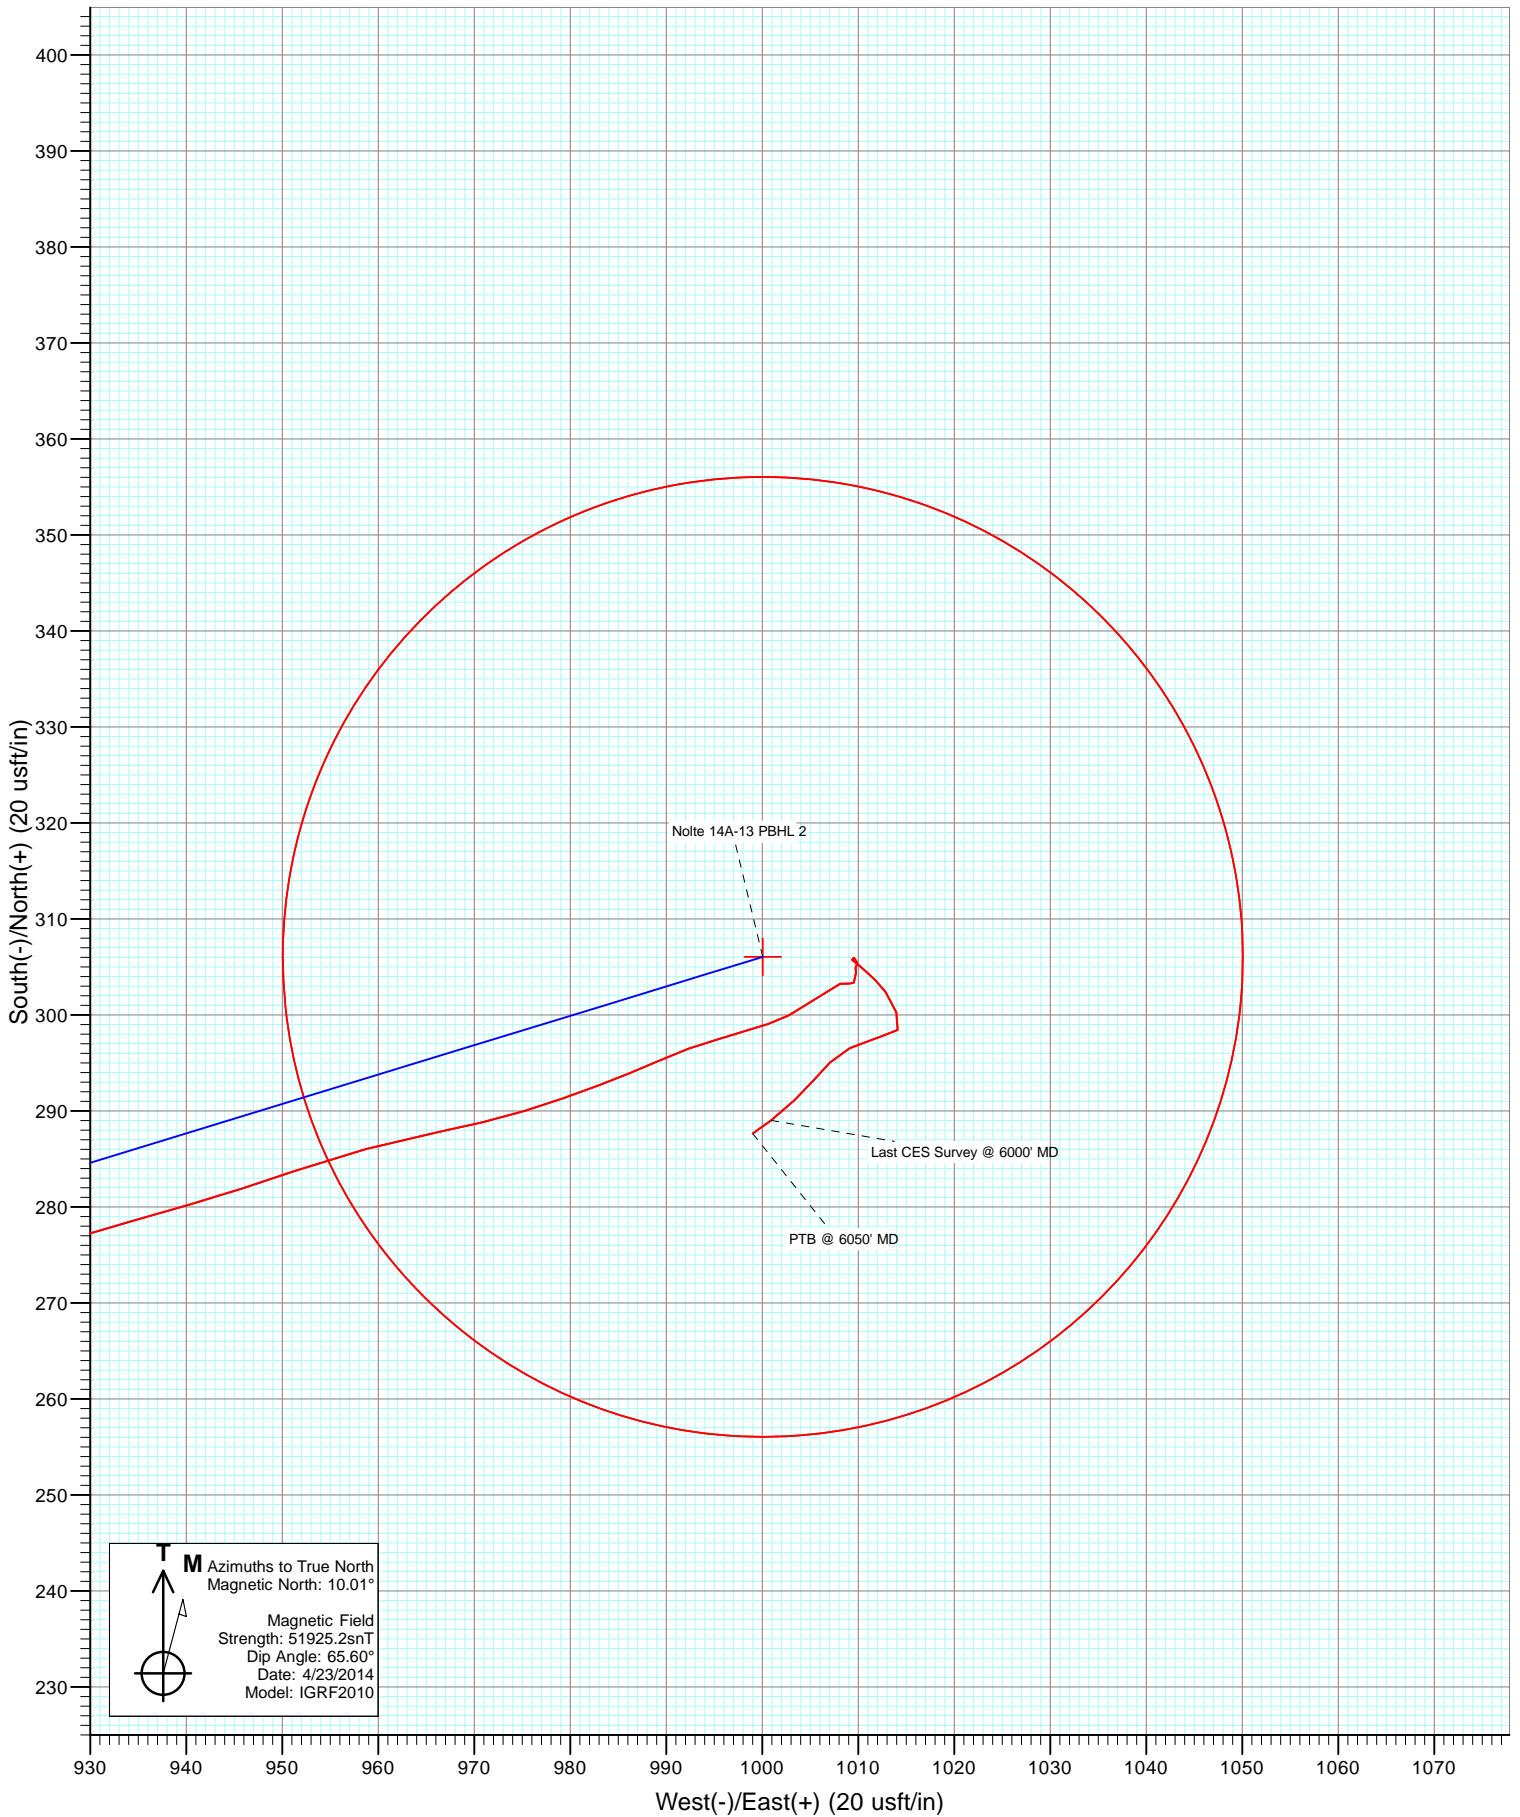 400
390
380
370
360
350
340
330
320
310
300
290
280
270
260
250
240
230
South(-)/North(+) (20 usft/in)
Nolte 14A-13 PBHL 2
Last CES Survey @ 6000' MD
PTB @ 6050' MD
T
M
Azimuths to True North
Magnetic North: 10.01°
Magnetic Field
Strength: 51925.2snT
Dip Angle: 65.60°
Date: 4/23/2014
Model: IGRF2010
930 940 950 960 970 980 990 1000 1010 1020 1030 1040 1050 1060 1070
West(-)/East(+) (20 usft/in)